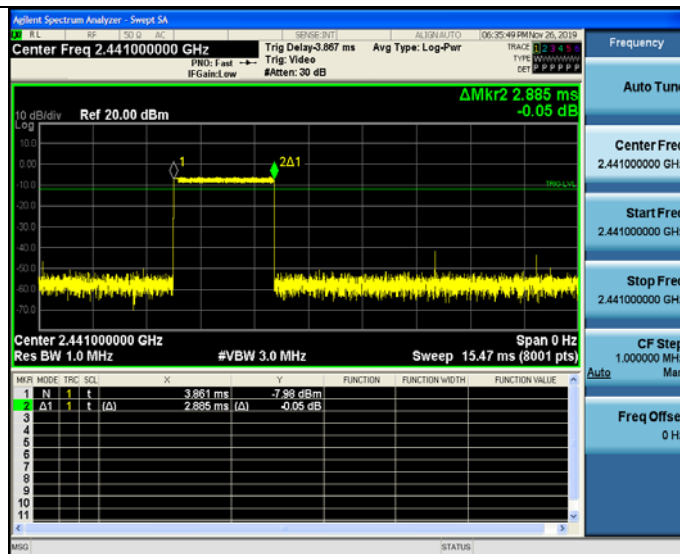 Agilent Spectrum Analyzer - Swept SA
RL RF 50 Ω AC SENSE:INT ALIGNAUTO 06:35:49 PM Nov 26, 2019
Center Freq 2.441000000 GHz
Trig Delay-3.867 ms Avg Type: Log-Pwr TRACE 1 2 3 4 5 6
PNO: Fast Trig: Video TYPE
IFGain:Low #Atten: 30 dB DET P P P P P P
ΔMkr2 2.885 ms
-0.05 dB
10 dB/div Ref 20.00 dBm
Log
10.0
0.00
-10.0
-20.0
-30.0
-40.0
-50.0
-60.0
-70.0
1
2Δ1
TRIG LVL
Center 2.441000000 GHz Span 0 Hz
Res BW 1.0 MHz #VBW 3.0 MHz Sweep 15.47 ms (8001 pts)
MKR MODE TRC SCL X Y FUNCTION FUNCTION WIDTH FUNCTION VALUE
1 N 1 t 3.861 ms -7.98 dBm
2 Δ1 1 t (Δ) 2.885 ms (Δ) -0.05 dB
3
4
5
6
7
8
9
10
11
MSG STATUS
Frequency
Auto Tune
Center Freq
2.441000000 GHz
Start Freq
2.441000000 GHz
Stop Freq
2.441000000 GHz
CF Step
1.000000 MHz
Auto Man
Freq Offset
0 Hz